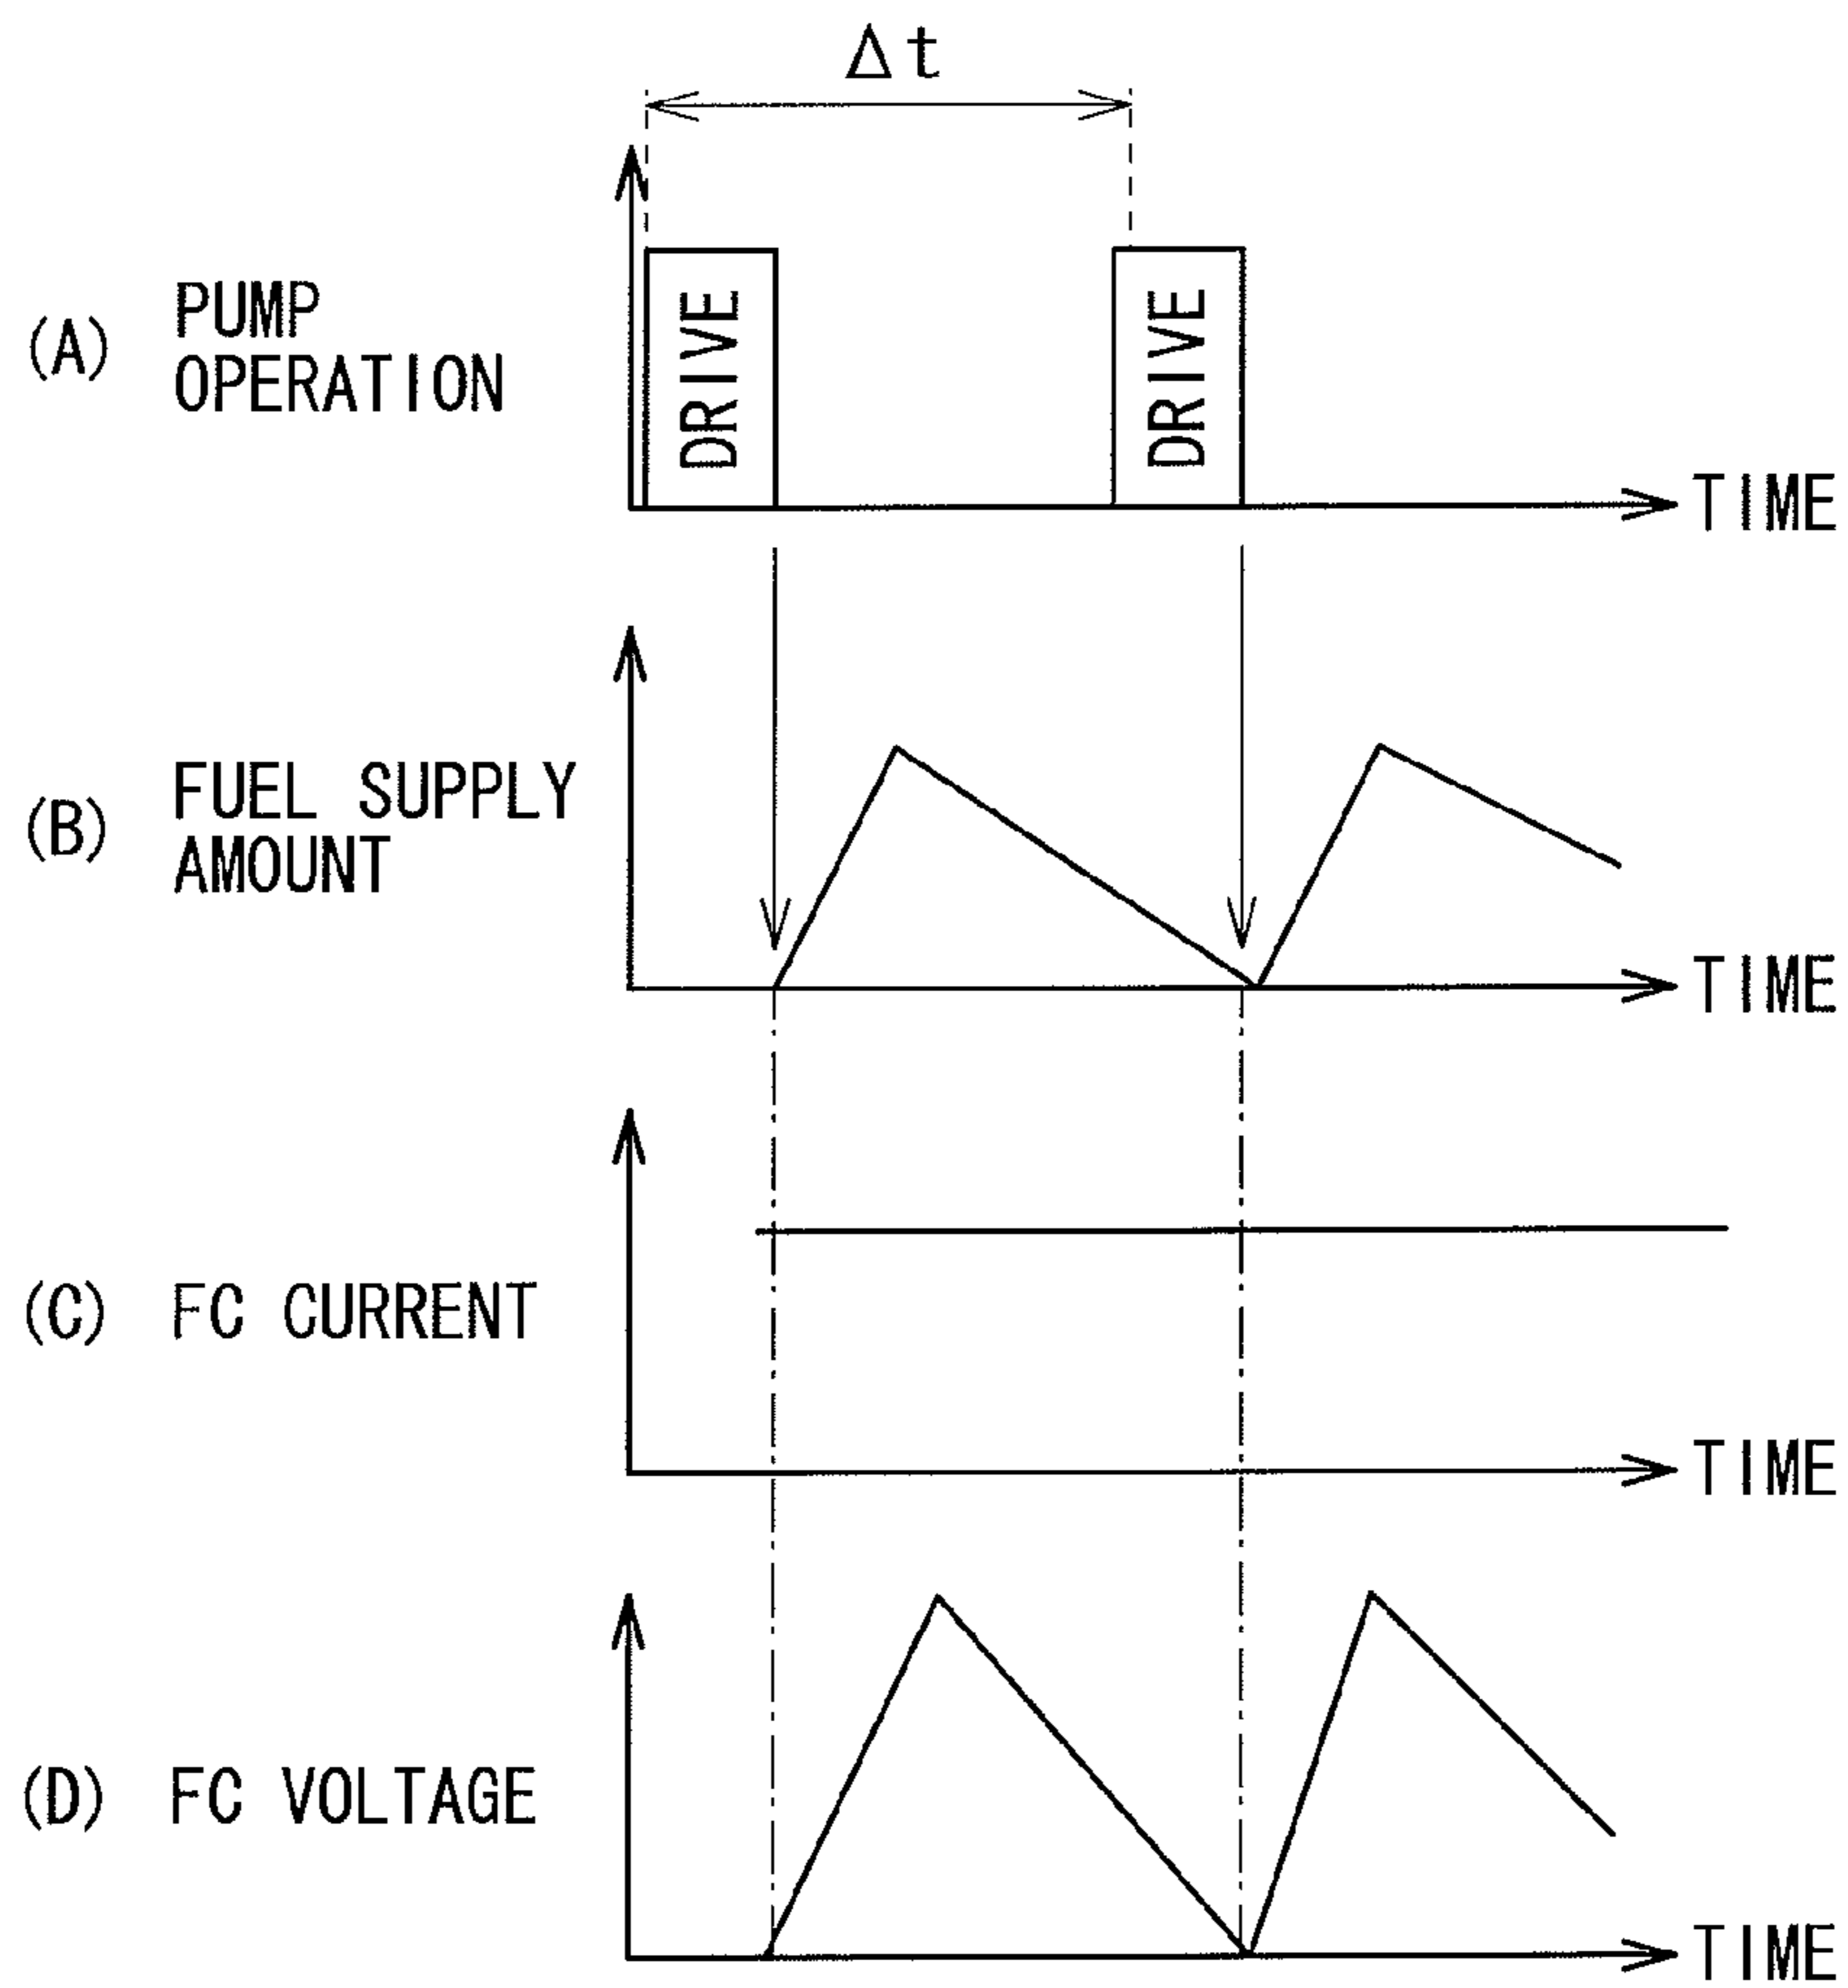 Δt
(A) PUMP
OPERATION
DRIVE
DRIVE
TIME
(B) FUEL SUPPLY
AMOUNT
TIME
(C) FC CURRENT
TIME
(D) FC VOLTAGE
TIME